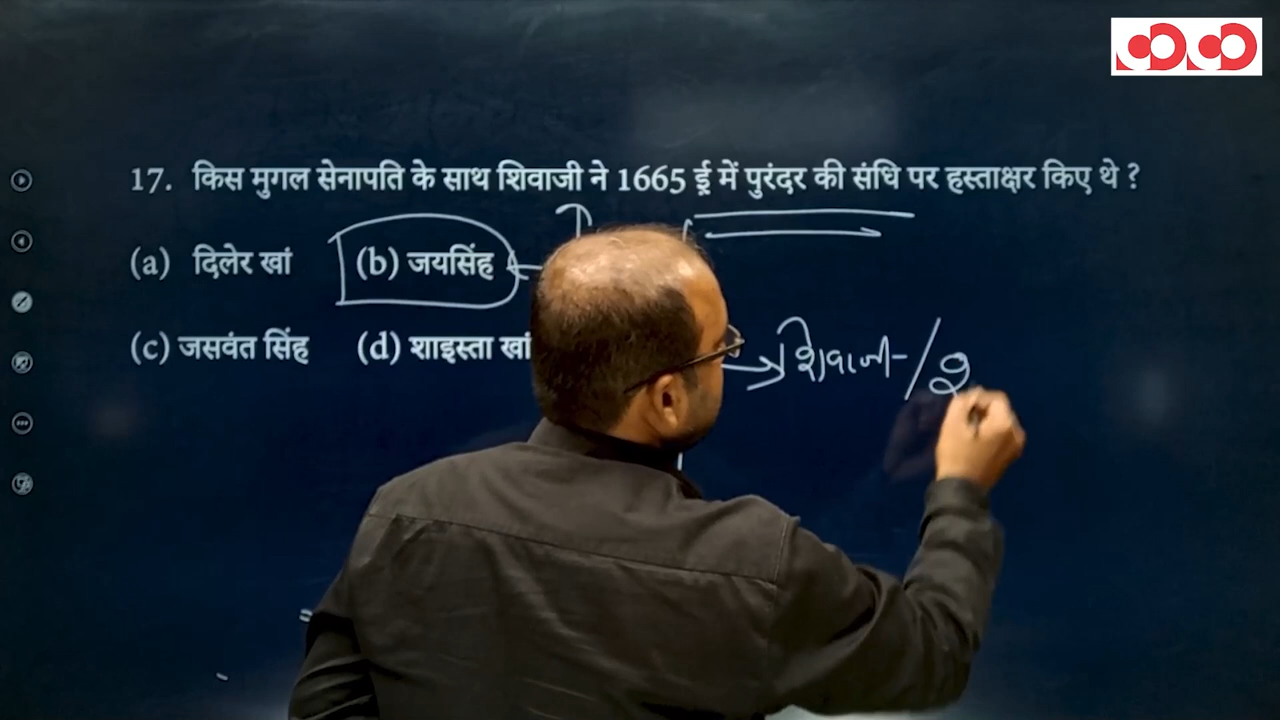 17. किस मुगल सेनापति के साथ शिवाजी ने 1665 ई में पुरंदर की संधि पर हस्ताक्षर किए थे ?
(a) दिलेर खां (b) जयसिंह
(c) जसवंत सिंह (d) शाइस्ता खां
शिवाजी